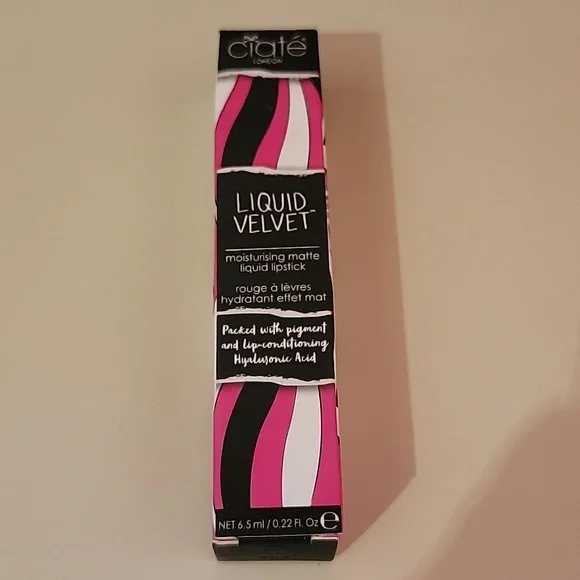 ciaté®
LONDON
LIQUID
VELVET™
moisturising matte
liquid lipstick
rouge à lèvres
hydratant effet mat
Packed with pigment
and lip-conditioning
Hyaluronic Acid
NET 6.5 ml / 0.22 Fl. Oz ℮